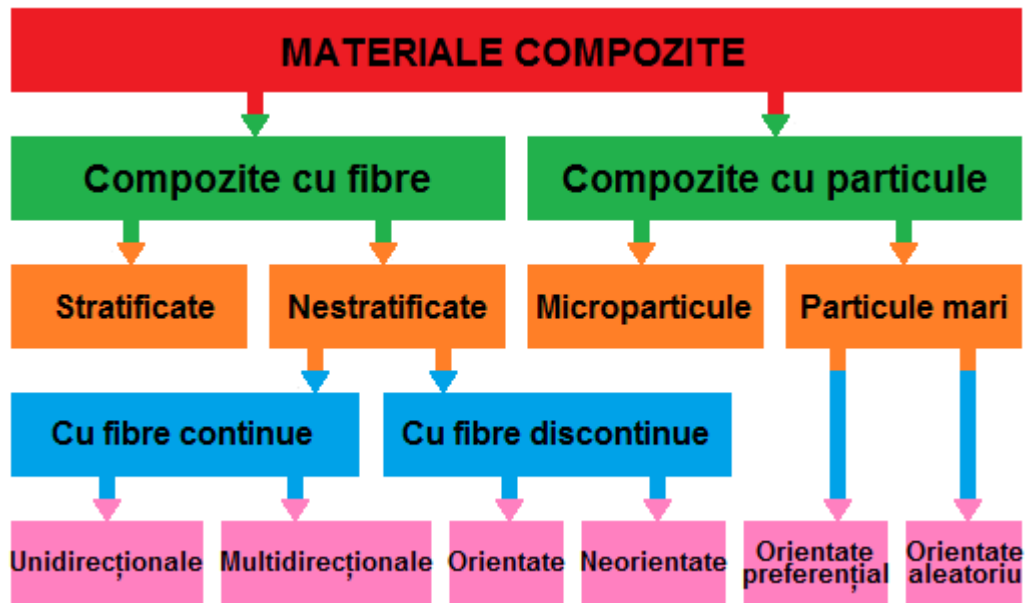 MATERIALE COMPOZITE
Compozite cu fibre
Compozite cu particule
Stratificate
Nestratificate
Microparticule
Particule mari
Cu fibre continue
Cu fibre discontinue
Unidirecționale
Multidirecționale
Orientate
Neorientate
Orientate
preferențial
Orientate
aleatoriu